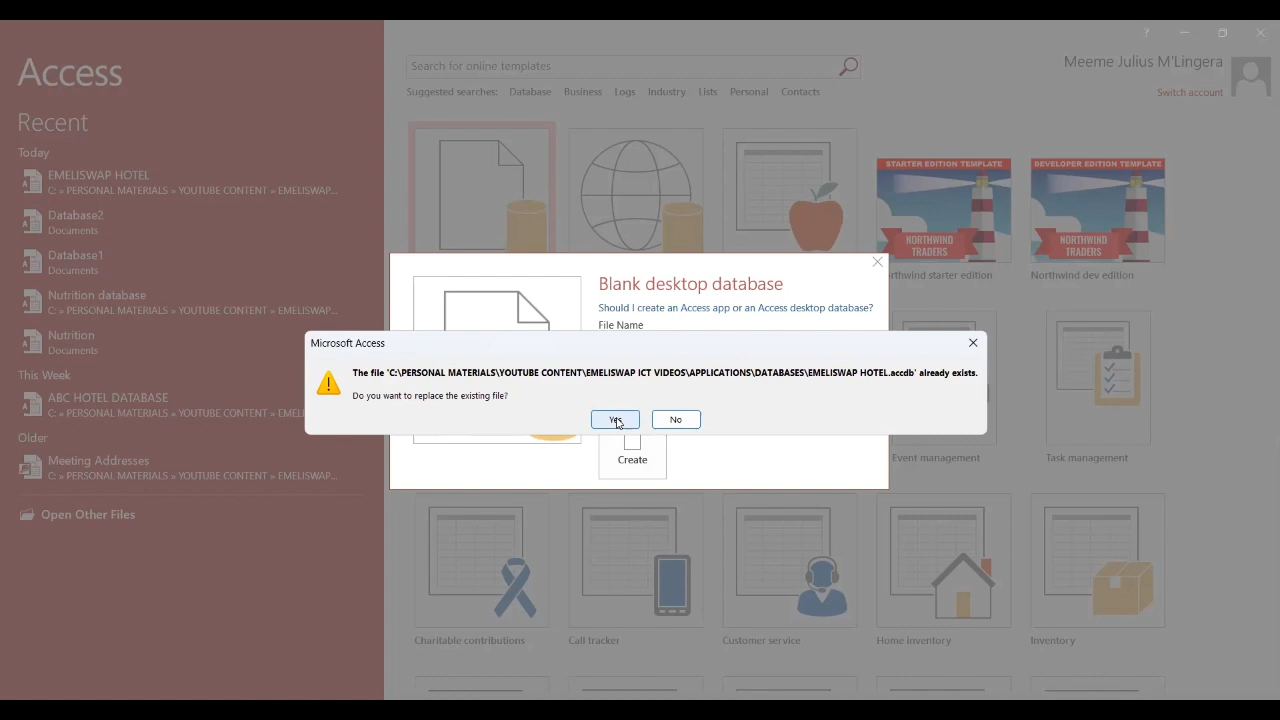 ?
Access
Search for online templates
Meeme Julius M'Lingera
Switch account
Suggested searches: Database Business Logs Industry Lists Personal Contacts
Recent
Today
EMELISWAP HOTEL
C: » PERSONAL MATERIALS » YOUTUBE CONTENT » EMELISWAP...
Database2
Documents
Database1
Documents
Nutrition database
C: » PERSONAL MATERIALS » YOUTUBE CONTENT » EMELISWAP...
Nutrition
Documents
This Week
ABC HOTEL DATABASE
C: » PERSONAL MATERIALS » YOUTUBE CONTENT » EMELI
Older
Meeting Addresses
C: » PERSONAL MATERIALS » YOUTUBE CONTENT » EMELISWAP...
Open Other Files
STARTER EDITION TEMPLATE
NORTHWIND
TRADERS
rthwind starter edition
DEVELOPER EDITION TEMPLATE
NORTHWIND
TRADERS
Northwind dev edition
Blank desktop database
Should I create an Access app or an Access desktop database?
File Name
Microsoft Access
The file 'C:\PERSONAL MATERIALS\YOUTUBE CONTENT\EMELISWAP ICT VIDEOS\APPLICATIONS\DATABASES\EMELISWAP HOTEL.accdb' already exists.
Do you want to replace the existing file?
Yes
No
Create
Event management
Task management
Charitable contributions
Call tracker
Customer service
Home inventory
Inventory